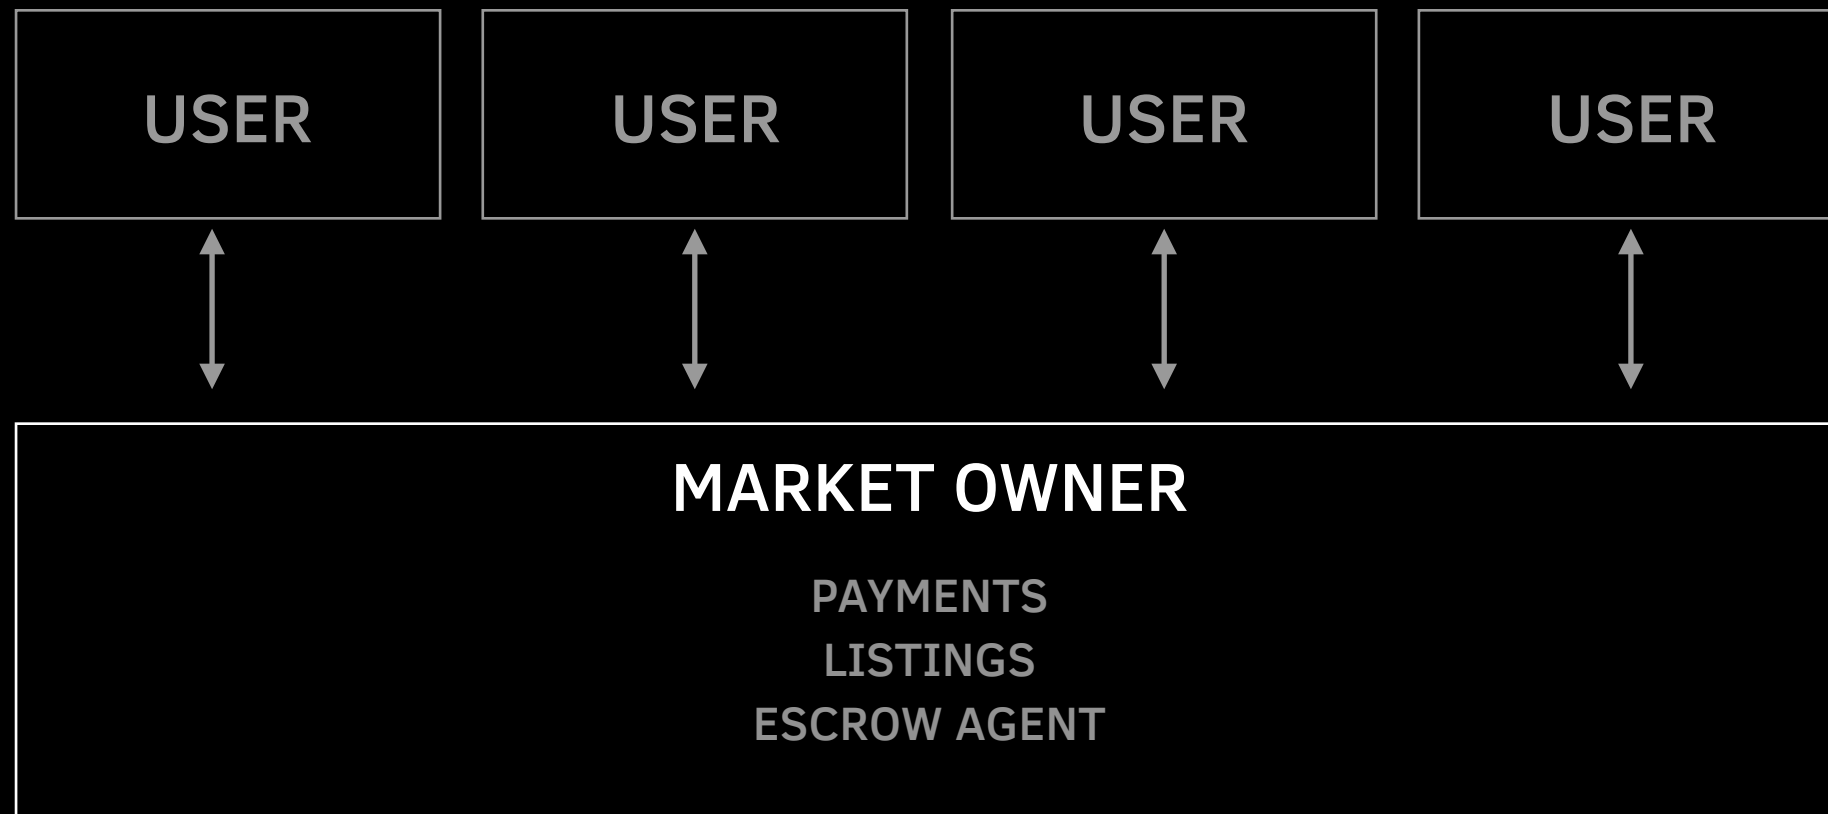 USER USER USER USER
MARKET OWNER
PAYMENTS
LISTINGS
ESCROW AGENT